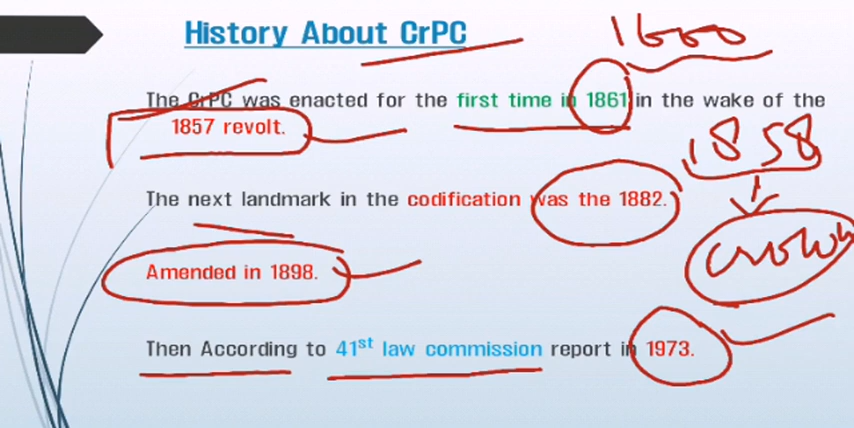 History About CrPC
1600
The CrPC was enacted for the first time in 1861 in the wake of the
1857 revolt.
1858
The next landmark in the codification was the 1882.
crown
Amended in 1898.
Then According to 41st law commission report in 1973.